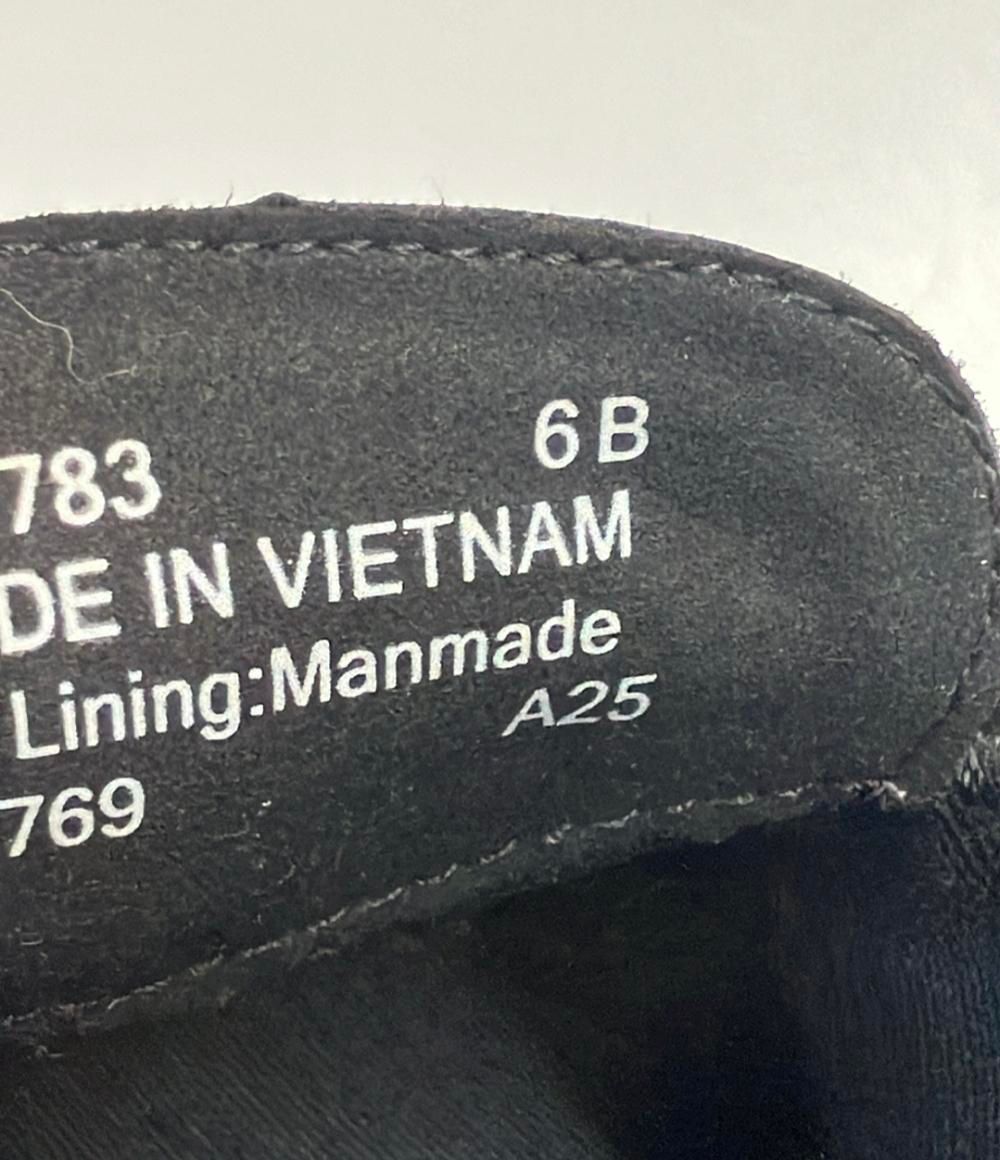 783 6 B
DE IN VIETNAM
Lining:Manmade
A25
769